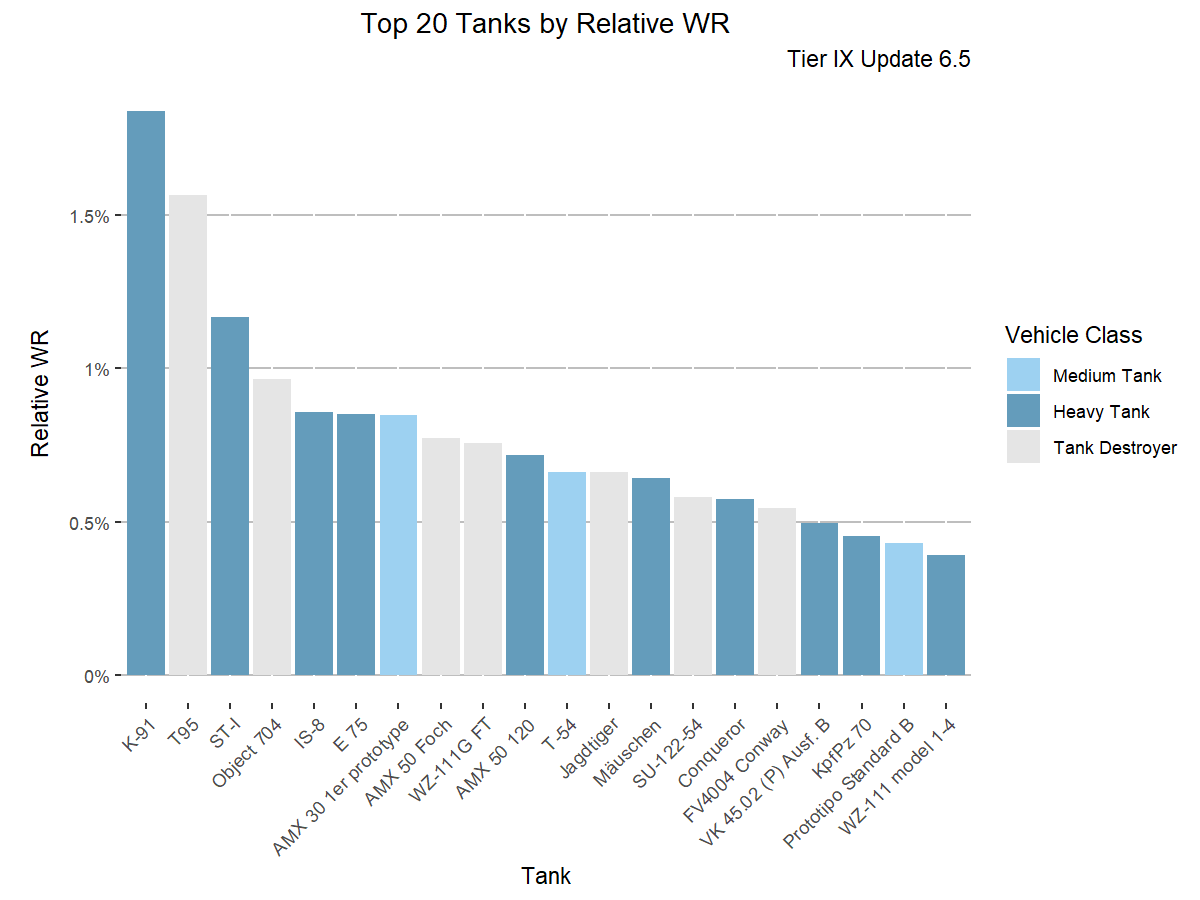 Top 20 Tanks by Relative WR
Tier IX Update 6.5
Relative WR
1.5%
1%
0.5%
0%
K-91
T95
ST-I
Object 704
IS-8
E 75
AMX 30 1er prototype
AMX 50 Foch
WZ-111G FT
AMX 50 120
T-54
Jagdtiger
Mäuschen
SU-122-54
Conqueror
FV4004 Conway
VK 45.02 (P) Ausf. B
KpfPz 70
Prototipo Standard B
WZ-111 model 1-4
Tank
Vehicle Class
Medium Tank
Heavy Tank
Tank Destroyer